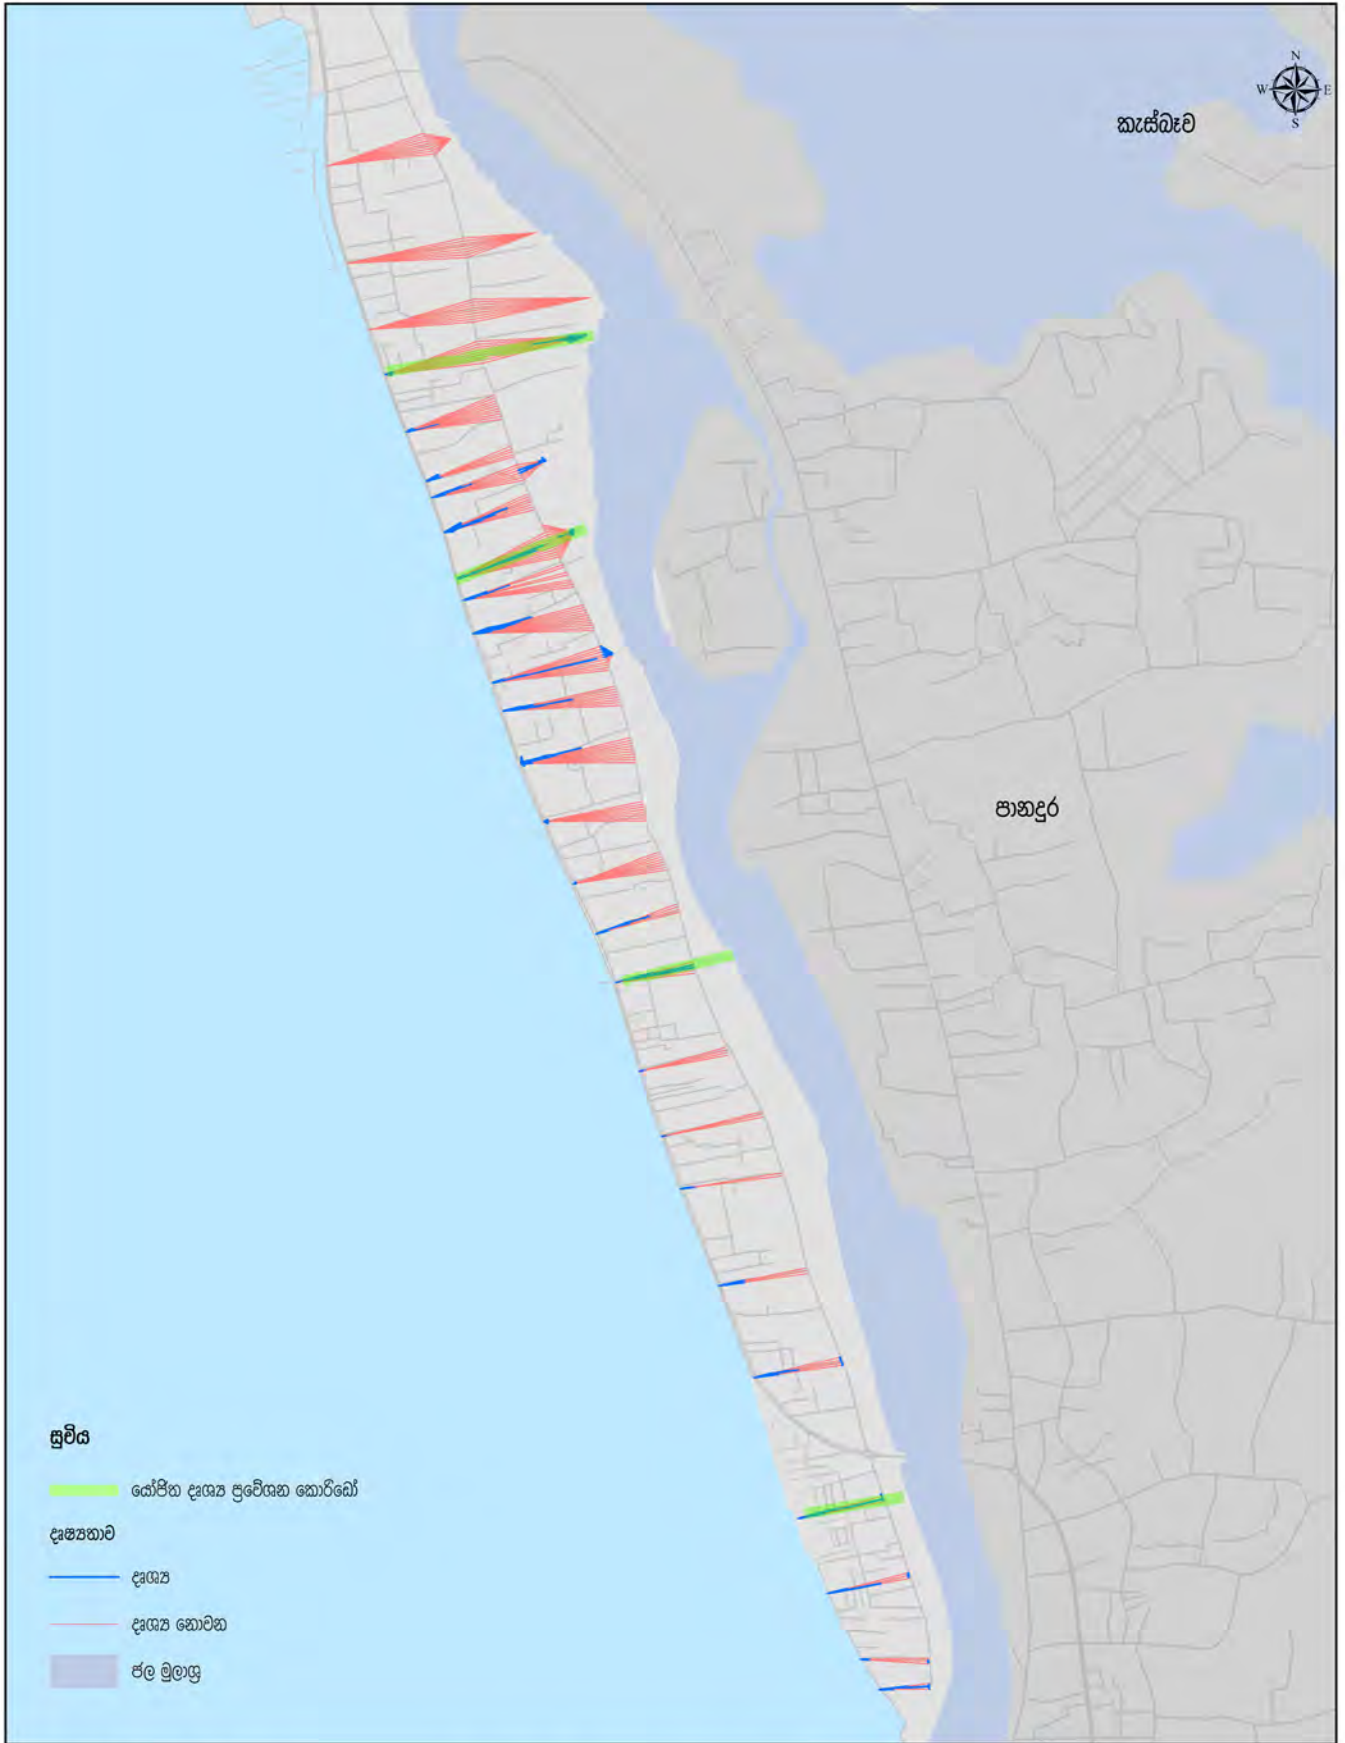 N
W E
S
කැස්බෑව
පානදුර
සුචිය
යෝජිත දෘශ්‍ය ප්‍රවේශන කොරිඩෝ
දෘෂ්‍යතාව
දෘශ්‍ය
දෘශ්‍ය නොවන
ජල මුලාශ්‍ර